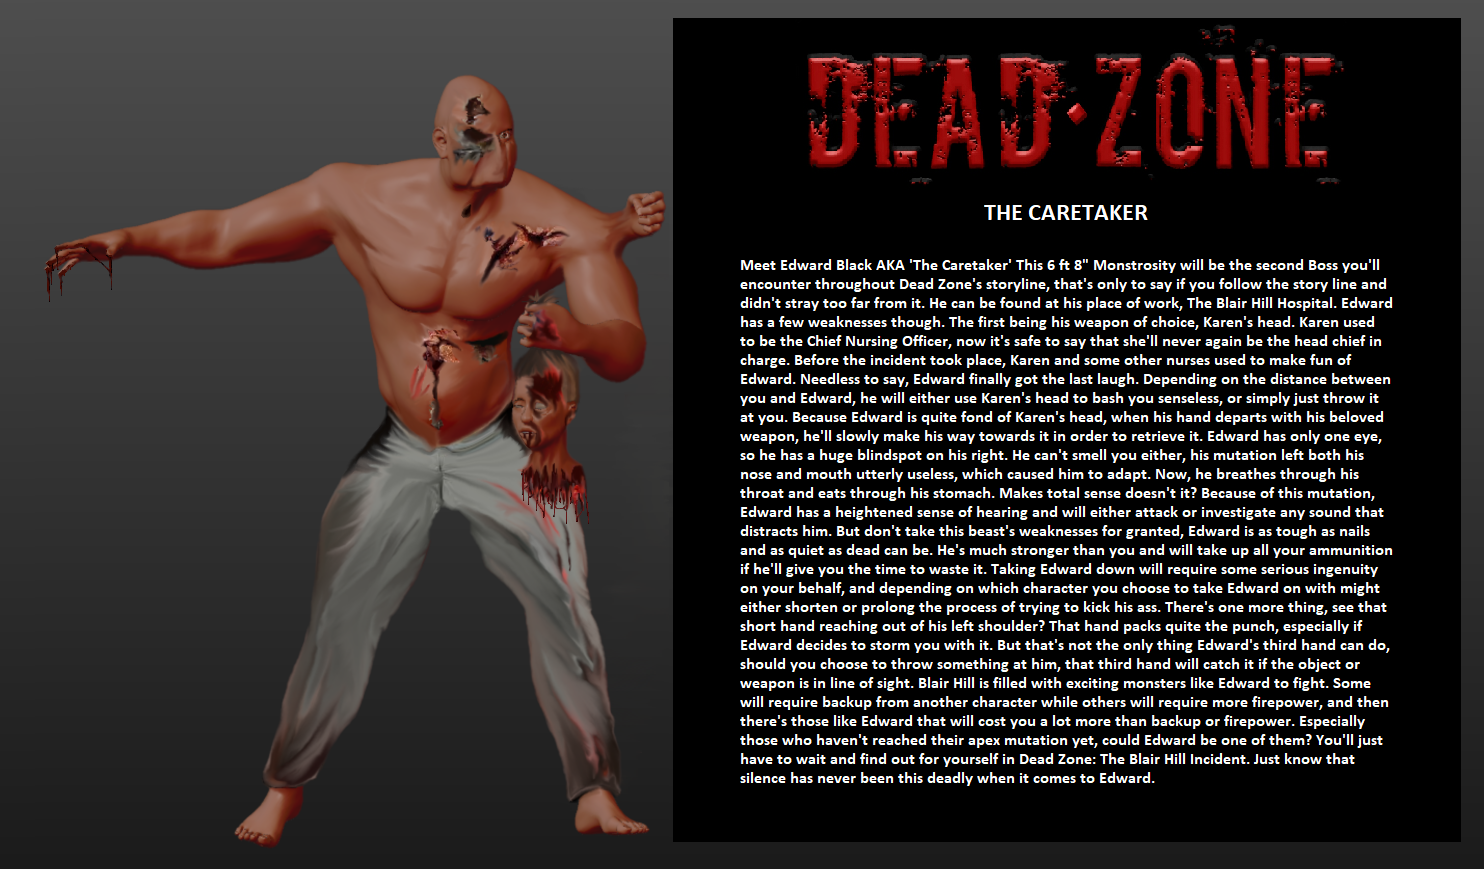 DEAD·ZONE
THE CARETAKER
Meet Edward Black AKA 'The Caretaker' This 6 ft 8" Monstrosity will be the second Boss you'll
encounter throughout Dead Zone's storyline, that's only to say if you follow the story line and
didn't stray too far from it. He can be found at his place of work, The Blair Hill Hospital. Edward
has a few weaknesses though. The first being his weapon of choice, Karen's head. Karen used
to be the Chief Nursing Officer, now it's safe to say that she'll never again be the head chief in
charge. Before the incident took place, Karen and some other nurses used to make fun of
Edward. Needless to say, Edward finally got the last laugh. Depending on the distance between
you and Edward, he will either use Karen's head to bash you senseless, or simply just throw it
at you. Because Edward is quite fond of Karen's head, when his hand departs with his beloved
weapon, he'll slowly make his way towards it in order to retrieve it. Edward has only one eye,
so he has a huge blindspot on his right. He can't smell you either, his mutation left both his
nose and mouth utterly useless, which caused him to adapt. Now, he breathes through his
throat and eats through his stomach. Makes total sense doesn't it? Because of this mutation,
Edward has a heightened sense of hearing and will either attack or investigate any sound that
distracts him. But don't take this beast's weaknesses for granted, Edward is as tough as nails
and as quiet as dead can be. He's much stronger than you and will take up all your ammunition
if he'll give you the time to waste it. Taking Edward down will require some serious ingenuity
on your behalf, and depending on which character you choose to take Edward on with might
either shorten or prolong the process of trying to kick his ass. There's one more thing, see that
short hand reaching out of his left shoulder? That hand packs quite the punch, especially if
Edward decides to storm you with it. But that's not the only thing Edward's third hand can do,
should you choose to throw something at him, that third hand will catch it if the object or
weapon is in line of sight. Blair Hill is filled with exciting monsters like Edward to fight. Some
will require backup from another character while others will require more firepower, and then
there's those like Edward that will cost you a lot more than backup or firepower. Especially
those who haven't reached their apex mutation yet, could Edward be one of them? You'll just
have to wait and find out for yourself in Dead Zone: The Blair Hill Incident. Just know that
silence has never been this deadly when it comes to Edward.